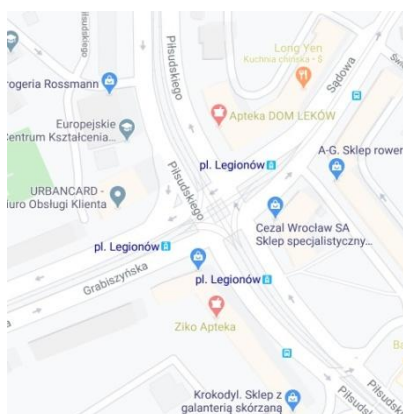 Piłsudskiego
Piłsudskiego
Long Yen
Kuchnia chińska • $
rogeria Rossmann
Sądowa
Apteka DOM LEKÓW
Europejskie
Centrum Kształcenia...
A-G. Sklep rower
pl. Legionów
Piłsudskiego
URBANCARD -
iuro Obsługi Klienta
Cezal Wrocław SA
Sklep specjalistyczny...
pl. Legionów
Grabiszyńska
pl. Legionów
Ziko Apteka
Krokodyl. Sklep z
galanterią skórzaną